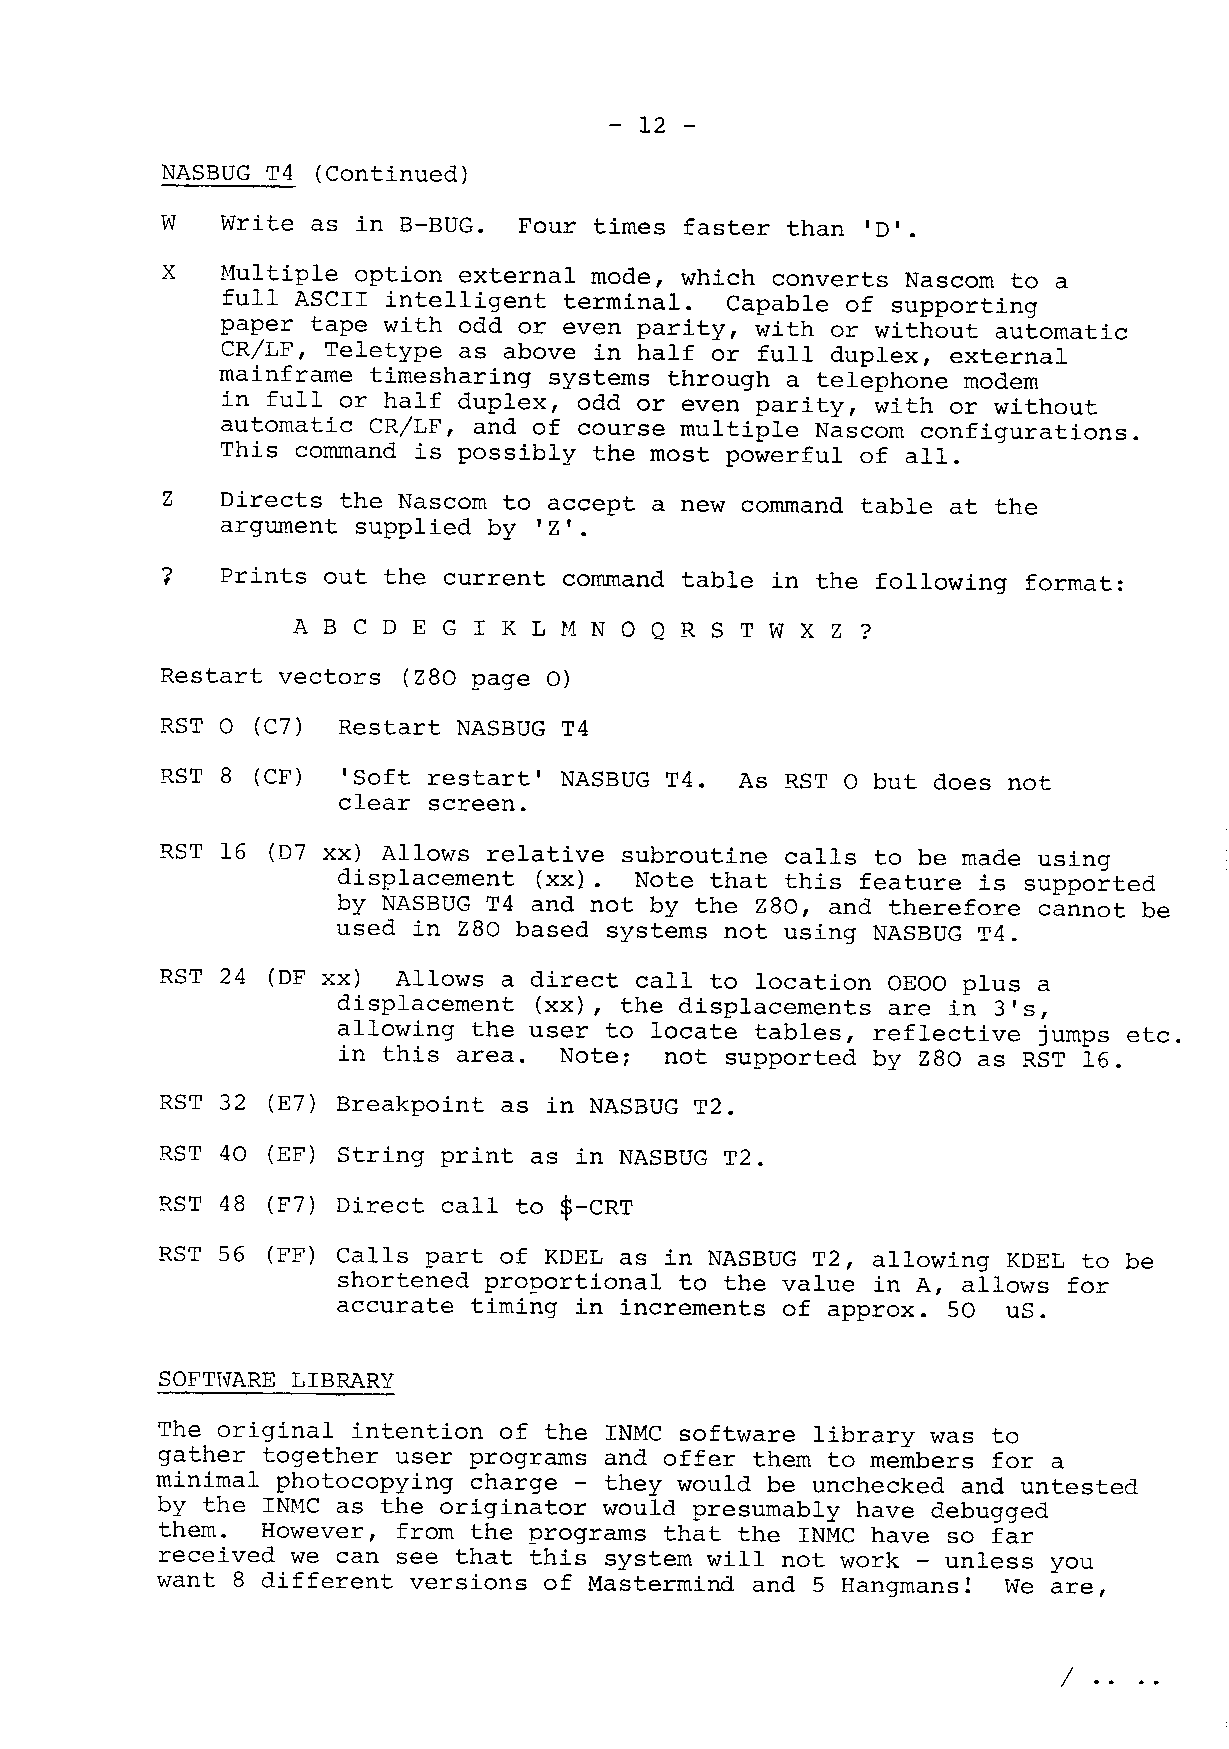 - 12 -
NASBUG T4 (Continued)
W Write as in B-BUG. Four times faster than 'D'.
X Multiple option external mode, which converts Nascom to a
full ASCII intelligent terminal. Capable of supporting
paper tape with odd or even parity, with or without automatic
CR/LF, Teletype as above in half or full duplex, external
mainframe timesharing systems through a telephone modem
in full or half duplex, odd or even parity, with or without
automatic CR/LF, and of course multiple Nascom configurations.
This command is possibly the most powerful of all.
Z Directs the Nascom to accept a new command table at the
argument supplied by 'Z'.
? Prints out the current command table in the following format:
A B C D E G I K L M N O Q R S T W X Z ?
Restart vectors (Z80 page 0)
RST 0 (C7) Restart NASBUG T4
RST 8 (CF) 'Soft restart' NASBUG T4. As RST 0 but does not
clear screen.
RST 16 (D7 xx) Allows relative subroutine calls to be made using
displacement (xx). Note that this feature is supported
by NASBUG T4 and not by the Z80, and therefore cannot be
used in Z80 based systems not using NASBUG T4.
RST 24 (DF xx) Allows a direct call to location 0E00 plus a
displacement (xx), the displacements are in 3's,
allowing the user to locate tables, reflective jumps etc.
in this area. Note; not supported by Z80 as RST 16.
RST 32 (E7) Breakpoint as in NASBUG T2.
RST 40 (EF) String print as in NASBUG T2.
RST 48 (F7) Direct call to $-CRT
RST 56 (FF) Calls part of KDEL as in NASBUG T2, allowing KDEL to be
shortened proportional to the value in A, allows for
accurate timing in increments of approx. 50 uS.
SOFTWARE LIBRARY
The original intention of the INMC software library was to
gather together user programs and offer them to members for a
minimal photocopying charge - they would be unchecked and untested
by the INMC as the originator would presumably have debugged
them. However, from the programs that the INMC have so far
received we can see that this system will not work - unless you
want 8 different versions of Mastermind and 5 Hangmans! We are,
/ .. ..